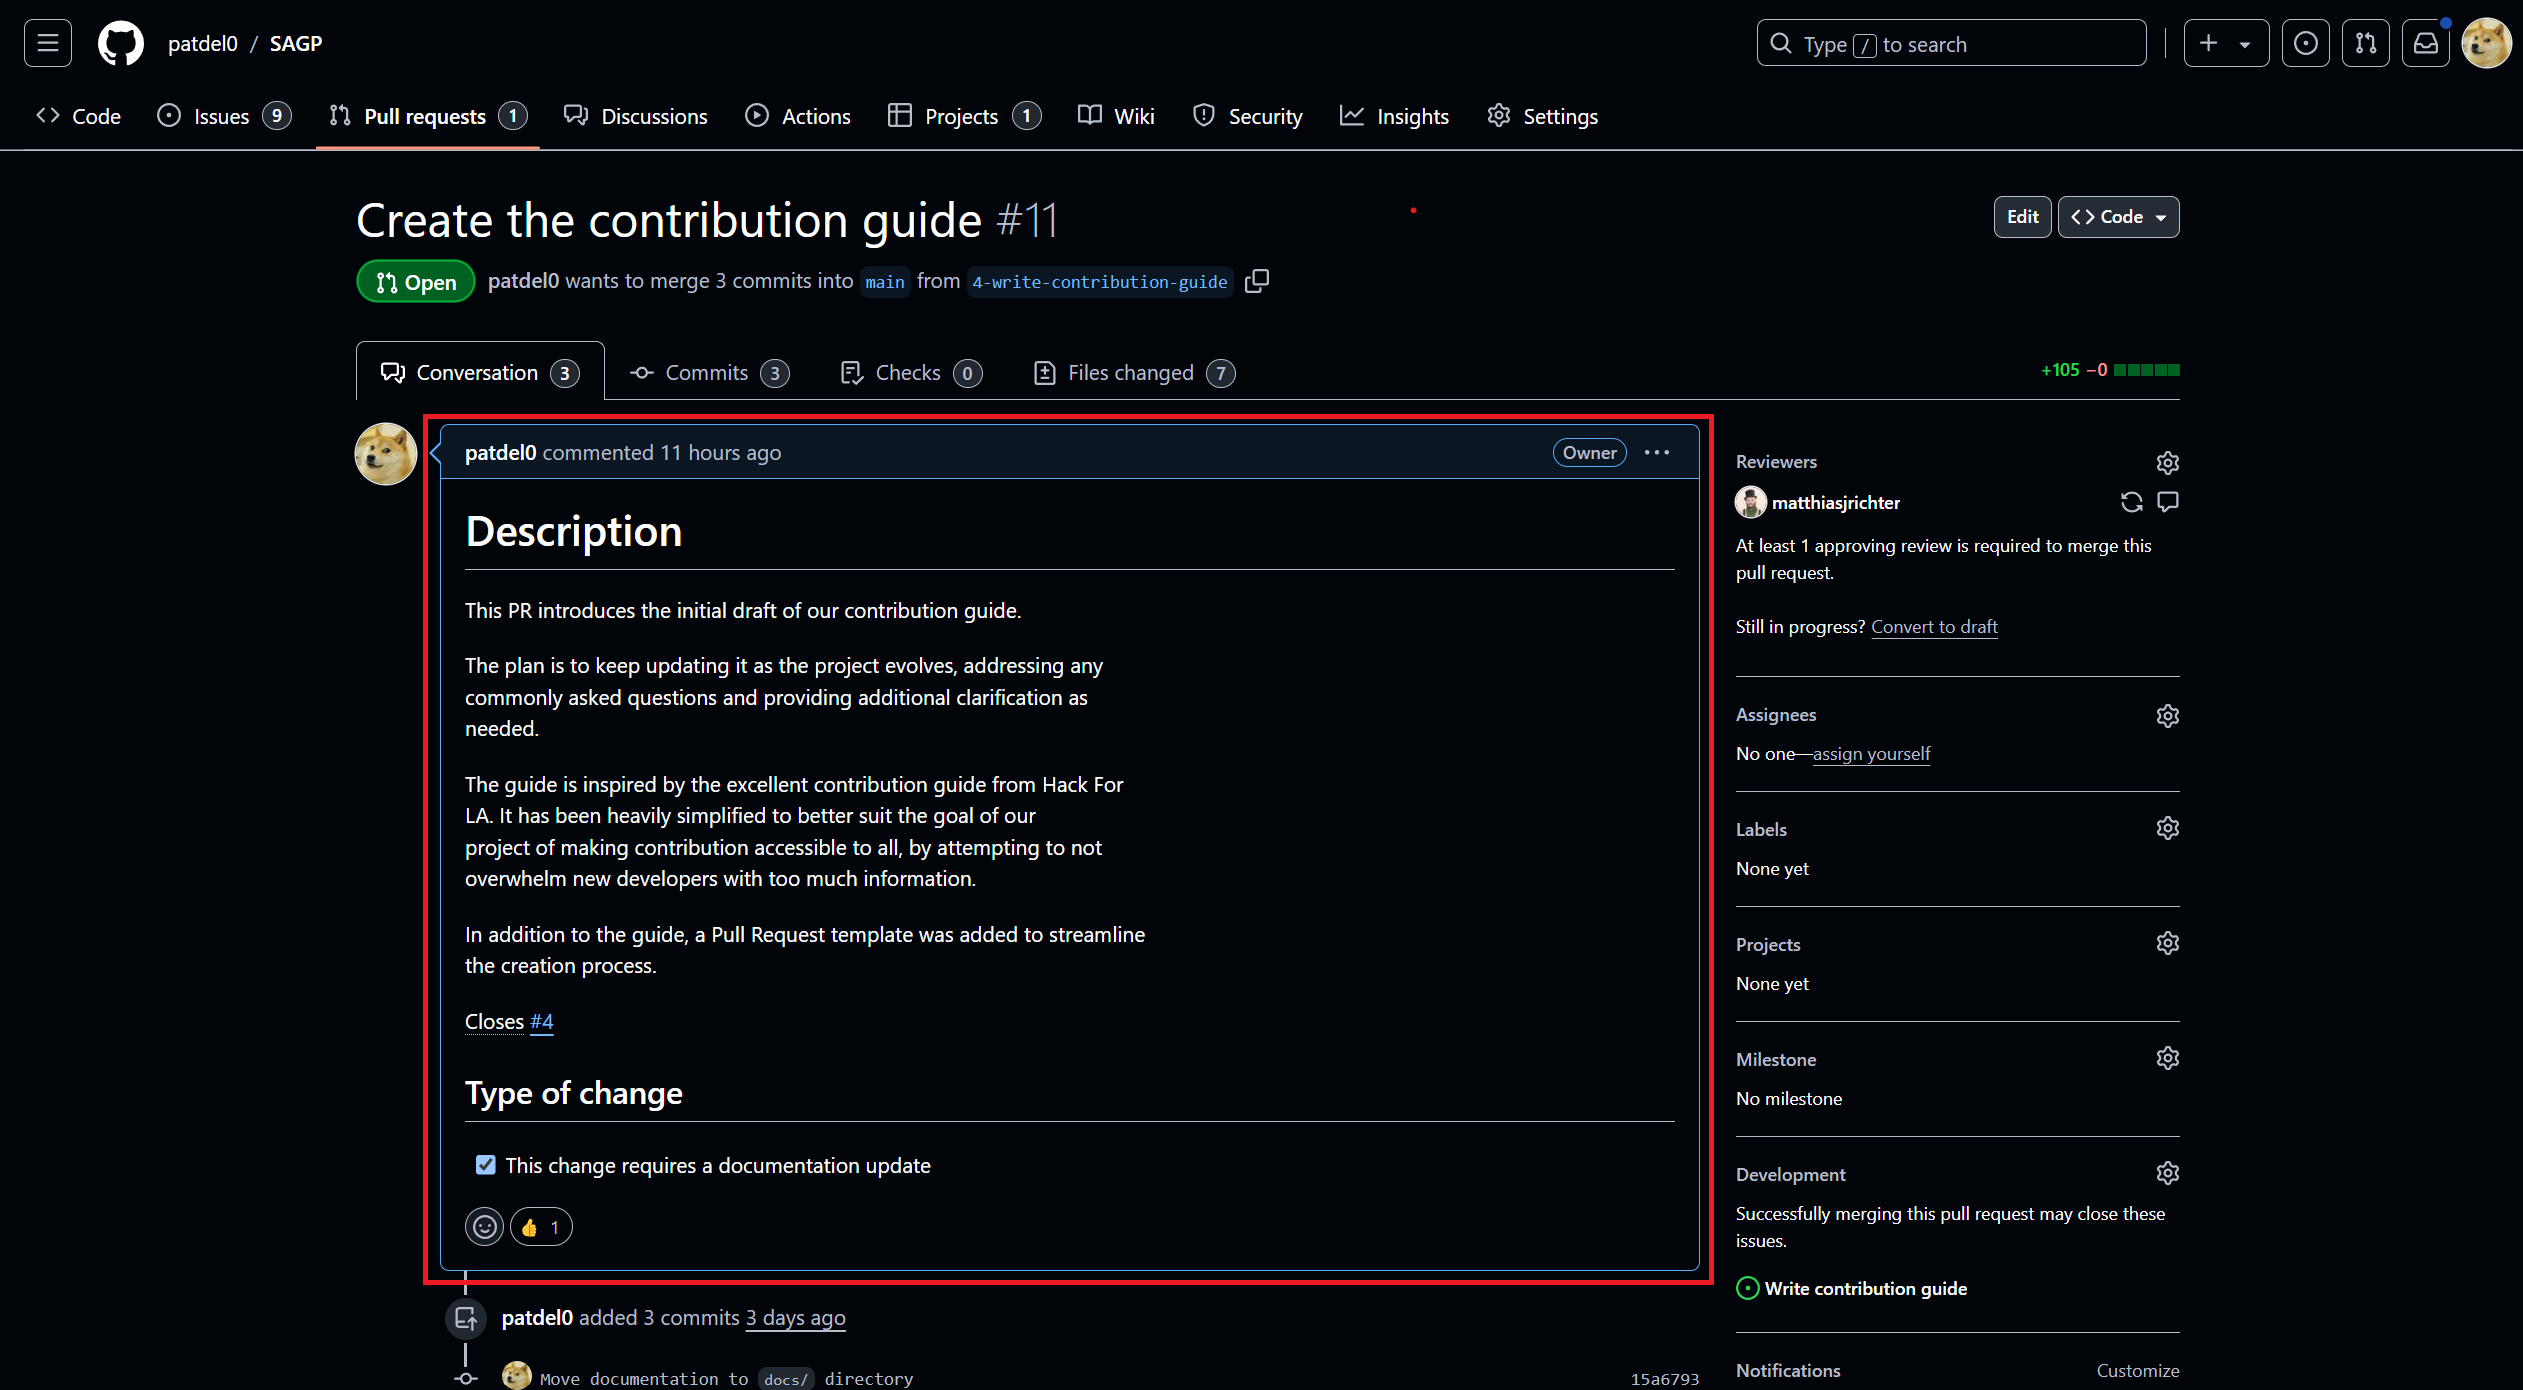 patdel0 / SAGP
Type / to search
Code
Issues 9
Pull requests 1
Discussions
Actions
Projects 1
Wiki
Security
Insights
Settings
Create the contribution guide #11
Edit
<> Code
Open
patdel0 wants to merge 3 commits into main from 4-write-contribution-guide
Conversation 3
Commits 3
Checks 0
Files changed 7
+105 −0
patdel0 commented 11 hours ago
Owner
Description
This PR introduces the initial draft of our contribution guide.
The plan is to keep updating it as the project evolves, addressing any
commonly asked questions and providing additional clarification as
needed.
The guide is inspired by the excellent contribution guide from Hack For
LA. It has been heavily simplified to better suit the goal of our
project of making contribution accessible to all, by attempting to not
overwhelm new developers with too much information.
In addition to the guide, a Pull Request template was added to streamline
the creation process.
Closes #4
Type of change
This change requires a documentation update
1
patdel0 added 3 commits 3 days ago
Move documentation to docs/ directory
15a6793
Reviewers
matthiasjrichter
At least 1 approving review is required to merge this
pull request.
Still in progress? Convert to draft
Assignees
No one—assign yourself
Labels
None yet
Projects
None yet
Milestone
No milestone
Development
Successfully merging this pull request may close these
issues.
Write contribution guide
Notifications
Customize